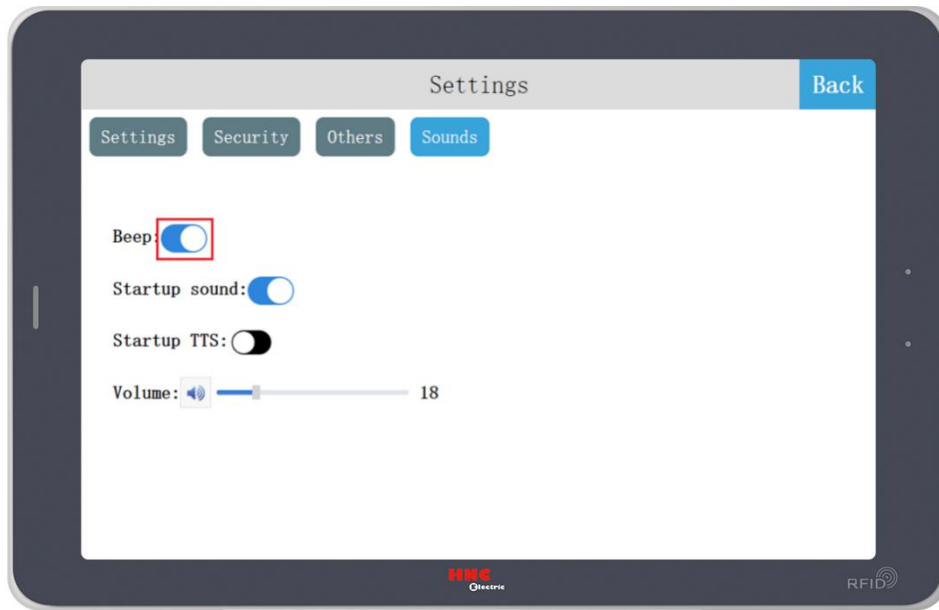 Settings
Back
Settings Security Others Sounds
Beep:
Startup sound:
Startup TTS:
Volume: 18
HNC
Electric
RFID